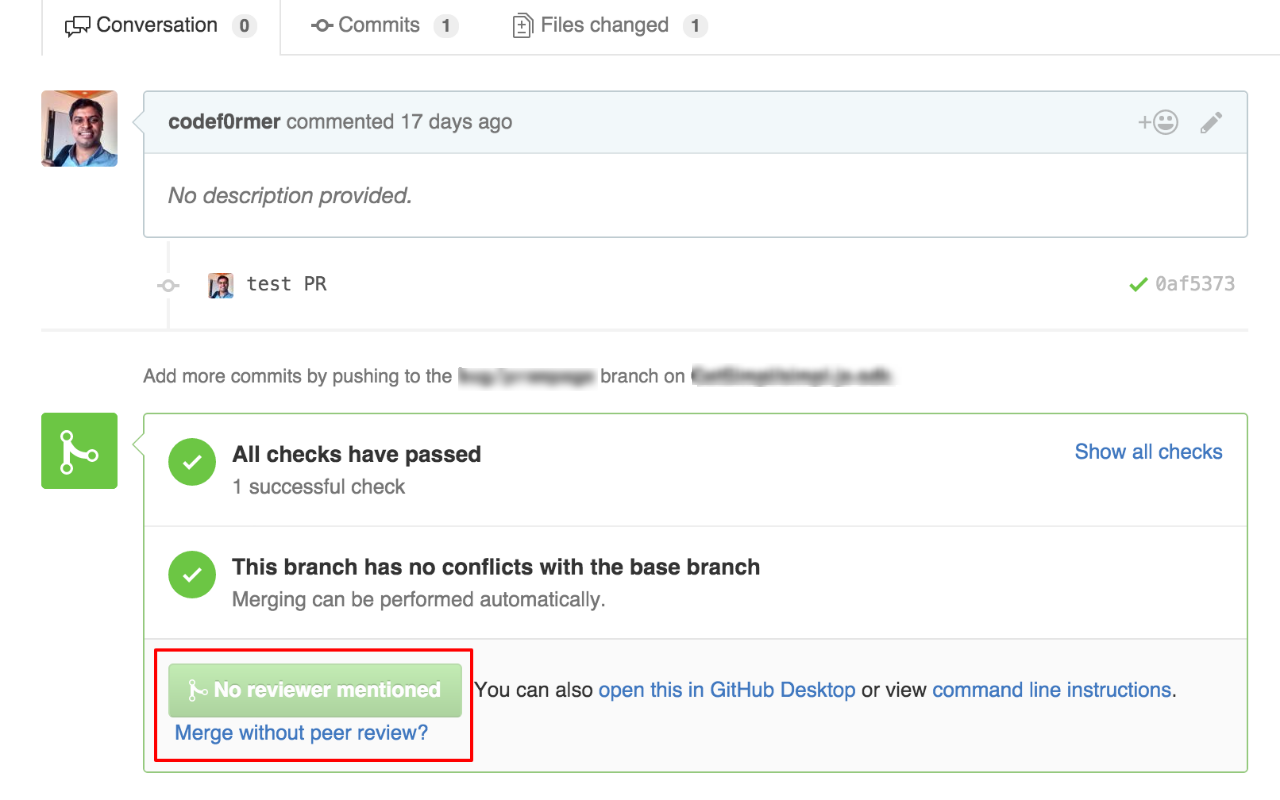 Conversation 0 Commits 1 Files changed 1
codef0rmer commented 17 days ago
No description provided.
test PR 0af5373
Add more commits by pushing to the branch on
All checks have passed Show all checks
1 successful check
This branch has no conflicts with the base branch
Merging can be performed automatically.
No reviewer mentioned You can also open this in GitHub Desktop or view command line instructions.
Merge without peer review?